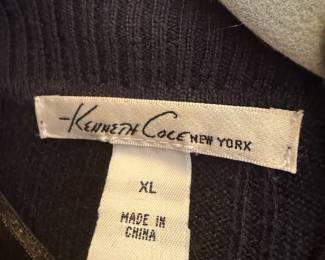 KENNETH COLE NEW YORK
XL
MADE IN
CHINA